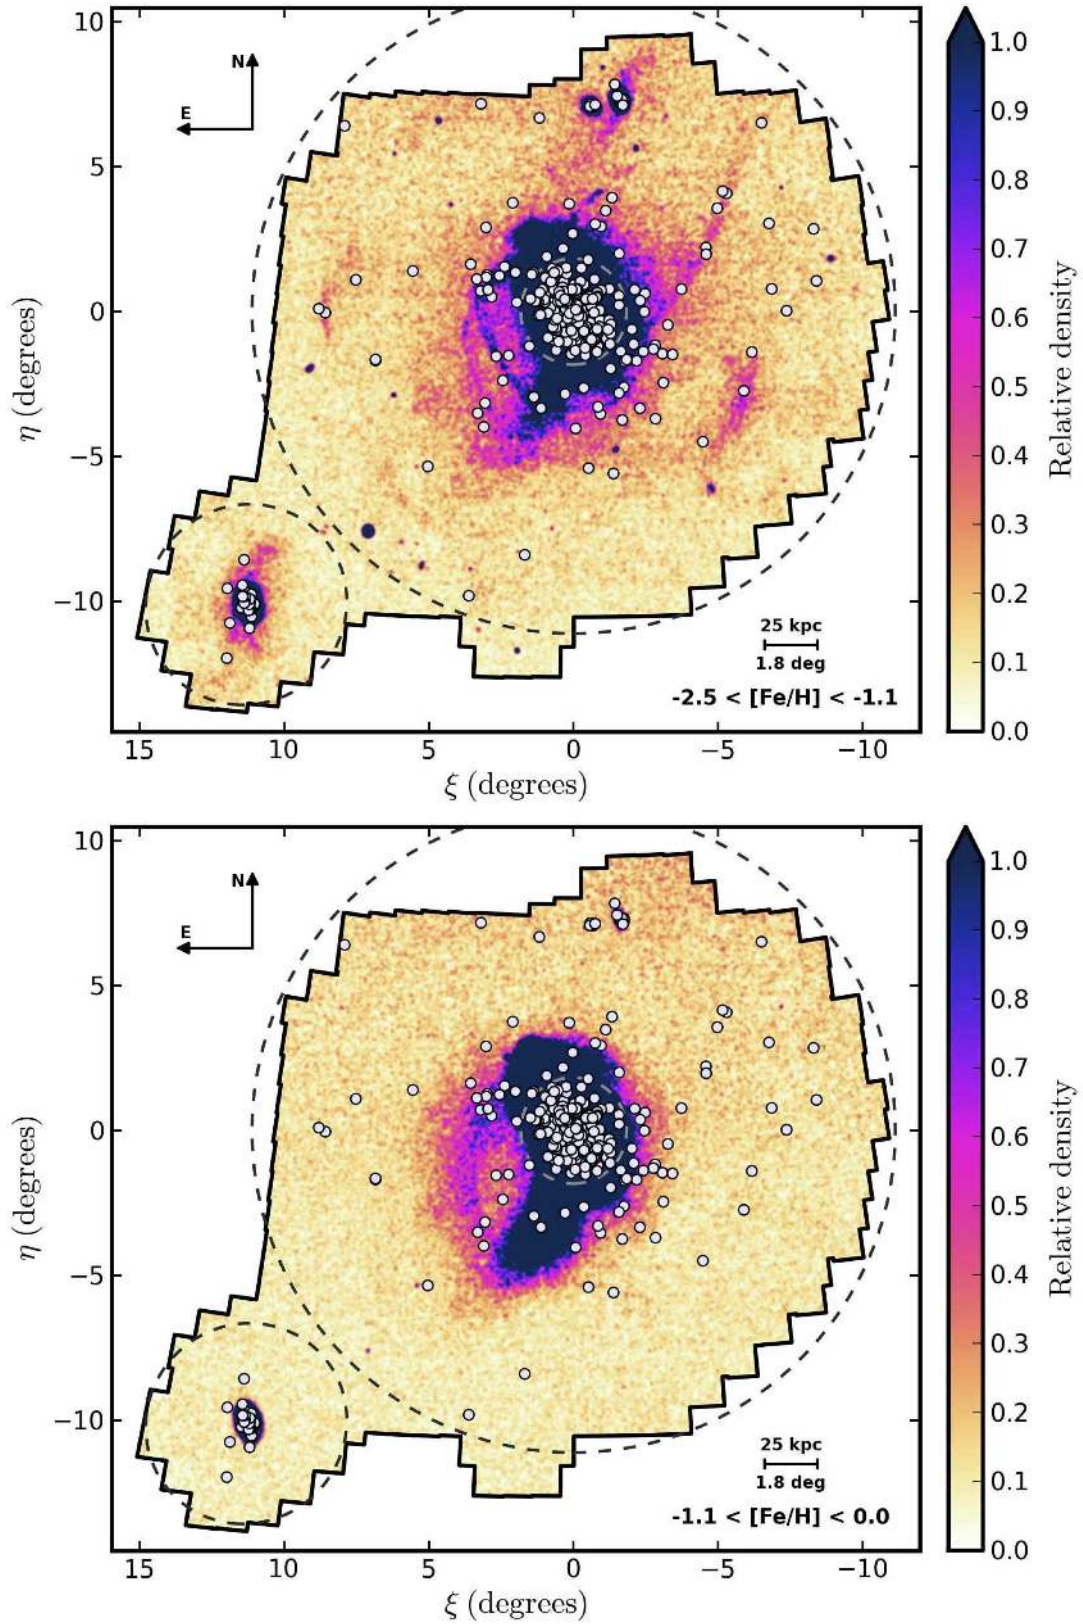 10
5
0
−5
−10
η (degrees)
N
E
25 kpc
1.8 deg
-2.5 < [Fe/H] < -1.1
15 10 5 0 −5 −10
ξ (degrees)
1.0
0.9
0.8
0.7
0.6
0.5
0.4
0.3
0.2
0.1
0.0
Relative density
10
5
0
−5
−10
η (degrees)
N
E
25 kpc
1.8 deg
-1.1 < [Fe/H] < 0.0
15 10 5 0 −5 −10
ξ (degrees)
1.0
0.9
0.8
0.7
0.6
0.5
0.4
0.3
0.2
0.1
0.0
Relative density